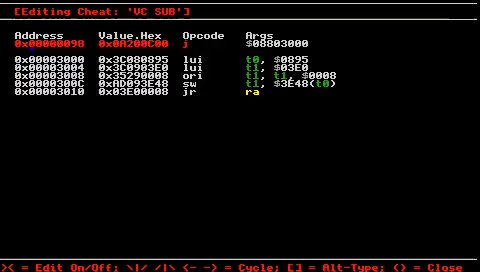 [Editing Cheat: 'VC SUB']
Address Value.Hex Opcode Args
0x00000098 0x0A200C00 j $08803000
0x00003000 0x3C080895 lui t0, $0895
0x00003004 0x3C0903E0 lui t1, $03E0
0x00003008 0x35290008 ori t1, t1, $0008
0x0000300C 0xAD093E48 sw t1, $3E48(t0)
0x00003010 0x03E00008 jr ra
>< = Edit On/Off; \|/ /|\ <- -> = Cycle; [] = Alt-Type; () = Close